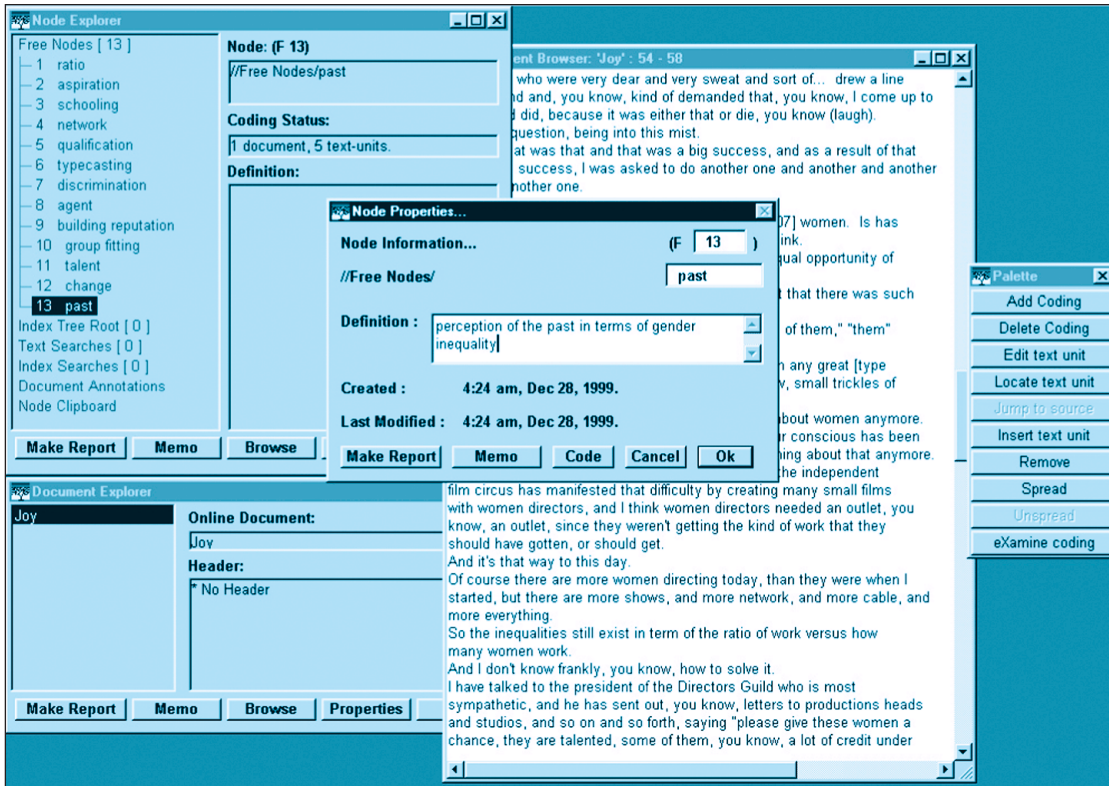 Node Explorer
Free Nodes [ 13 ]
1 ratio
2 aspiration
3 schooling
4 network
5 qualification
6 typecasting
7 discrimination
8 agent
9 building reputation
10 group fitting
11 talent
12 change
13 past
Index Tree Root [ 0 ]
Text Searches [ 0 ]
Index Searches [ 0 ]
Document Annotations
Node Clipboard
Node: (F 13)
//Free Nodes/past
Coding Status:
1 document, 5 text-units.
Definition:
Make Report Memo Browse
Node Properties...
Node Information... (F 13 )
//Free Nodes/ past
Definition : perception of the past in terms of gender
inequality
Created : 4:24 am, Dec 28, 1999.
Last Modified : 4:24 am, Dec 28, 1999.
Make Report Memo Code Cancel Ok
Document Explorer
Joy
Online Document:
Joy
Header:
* No Header
Make Report Memo Browse Properties
ent Browser: 'Joy' : 54 - 58
who were very dear and very sweat and sort of... drew a line
nd and, you know, kind of demanded that, you know, I come up to
I did, because it was either that or die, you know (laugh).
question, being into this mist.
at was that and that was a big success, and as a result of that
success, I was asked to do another one and another and another
nother one.
07] women. Is has
ink.
qual opportunity of
t that there was such
of them," "them"
n any great [type
v, small trickles of
about women anymore.
r conscious has been
hing about that anymore.
the independent
film circus has manifested that difficulty by creating many small films
with women directors, and I think women directors needed an outlet, you
know, an outlet, since they weren't getting the kind of work that they
should have gotten, or should get.
And it's that way to this day.
Of course there are more women directing today, than they were when I
started, but there are more shows, and more network, and more cable, and
more everything.
So the inequalities still exist in term of the ratio of work versus how
many women work.
And I don't know frankly, you know, how to solve it.
I have talked to the president of the Directors Guild who is most
sympathetic, and he has sent out, you know, letters to productions heads
and studios, and so on and so forth, saying "please give these women a
chance, they are talented, some of them, you know, a lot of credit under
Palette
Add Coding
Delete Coding
Edit text unit
Locate text unit
Jump to source
Insert text unit
Remove
Spread
Unspread
eXamine coding